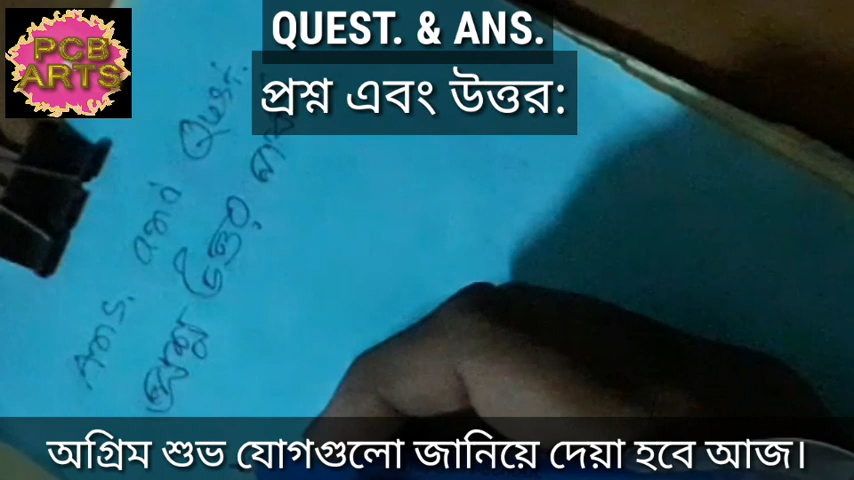 PCB
ARTS
QUEST. & ANS.
প্রশ্ন এবং উত্তর:
Ans. and Quest.
প্রশ্ন উত্তর
অগ্রিম শুভ যোগগুলো জানিয়ে দেয়া হবে আজ।